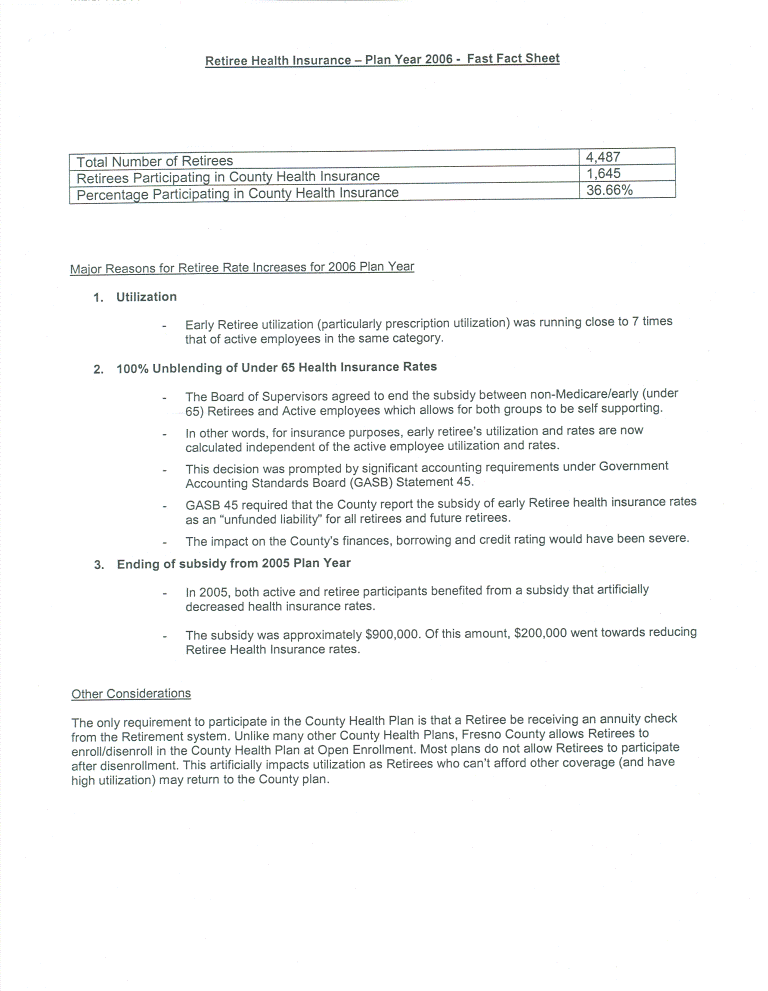 Retiree Health Insurance – Plan Year 2006 - Fast Fact Sheet
Total Number of Retirees 4,487
Retirees Participating in County Health Insurance 1,645
Percentage Participating in County Health Insurance 36.66%
Major Reasons for Retiree Rate Increases for 2006 Plan Year
1. Utilization
- Early Retiree utilization (particularly prescription utilization) was running close to 7 times
that of active employees in the same category.
2. 100% Unblending of Under 65 Health Insurance Rates
- The Board of Supervisors agreed to end the subsidy between non-Medicare/early (under
65) Retirees and Active employees which allows for both groups to be self supporting.
- In other words, for insurance purposes, early retiree's utilization and rates are now
calculated independent of the active employee utilization and rates.
- This decision was prompted by significant accounting requirements under Government
Accounting Standards Board (GASB) Statement 45.
- GASB 45 required that the County report the subsidy of early Retiree health insurance rates
as an "unfunded liability" for all retirees and future retirees.
- The impact on the County's finances, borrowing and credit rating would have been severe.
3. Ending of subsidy from 2005 Plan Year
- In 2005, both active and retiree participants benefited from a subsidy that artificially
decreased health insurance rates.
- The subsidy was approximately $900,000. Of this amount, $200,000 went towards reducing
Retiree Health Insurance rates.
Other Considerations
The only requirement to participate in the County Health Plan is that a Retiree be receiving an annuity check
from the Retirement system. Unlike many other County Health Plans, Fresno County allows Retirees to
enroll/disenroll in the County Health Plan at Open Enrollment. Most plans do not allow Retirees to participate
after disenrollment. This artificially impacts utilization as Retirees who can't afford other coverage (and have
high utilization) may return to the County plan.